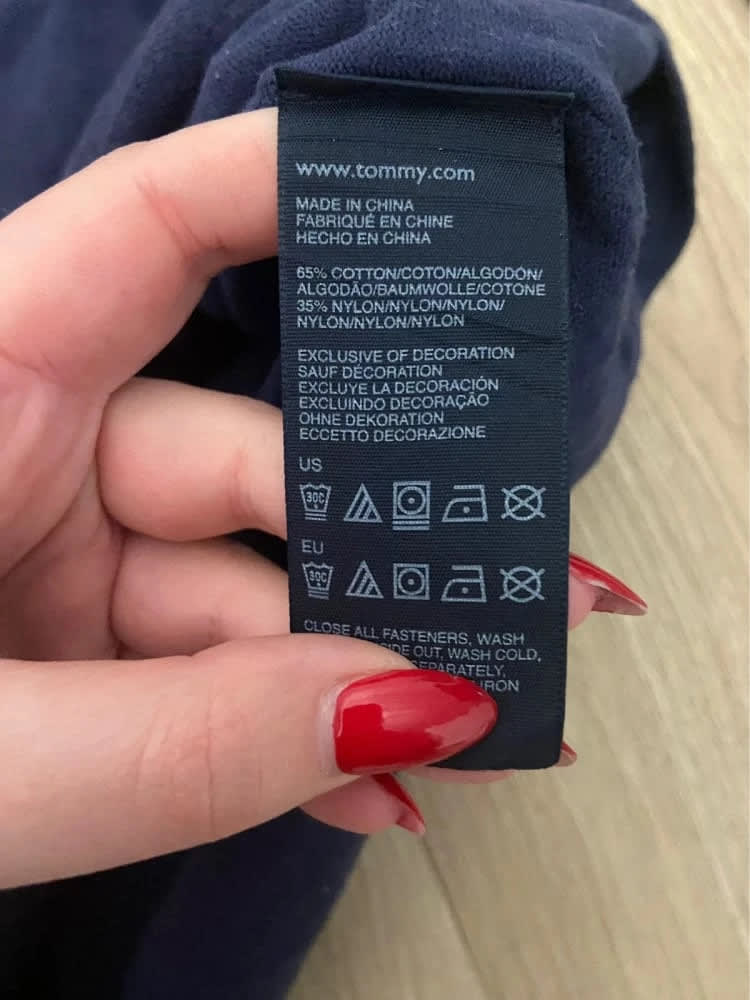 www.tommy.com
MADE IN CHINA
FABRIQUÉ EN CHINE
HECHO EN CHINA
65% COTTON/COTON/ALGODÓN/
ALGODÃO/BAUMWOLLE/COTONE
35% NYLON/NYLON/NYLON/
NYLON/NYLON/NYLON
EXCLUSIVE OF DECORATION
SAUF DÉCORATION
EXCLUYE LA DECORACIÓN
EXCLUINDO DECORAÇÃO
OHNE DEKORATION
ECCETTO DECORAZIONE
US
30C
EU
30C
CLOSE ALL FASTENERS, WASH
OUT, WASH COLD,
SEPARATELY,
IRON